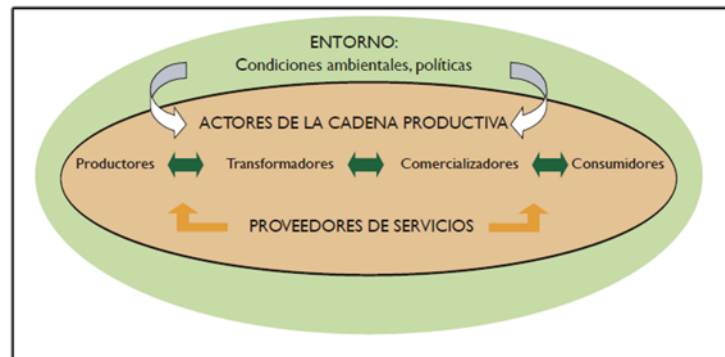 ENTORNO:
Condiciones ambientales, políticas
ACTORES DE LA CADENA PRODUCTIVA
Productores Transformadores Comercializadores Consumidores
PROVEEDORES DE SERVICIOS